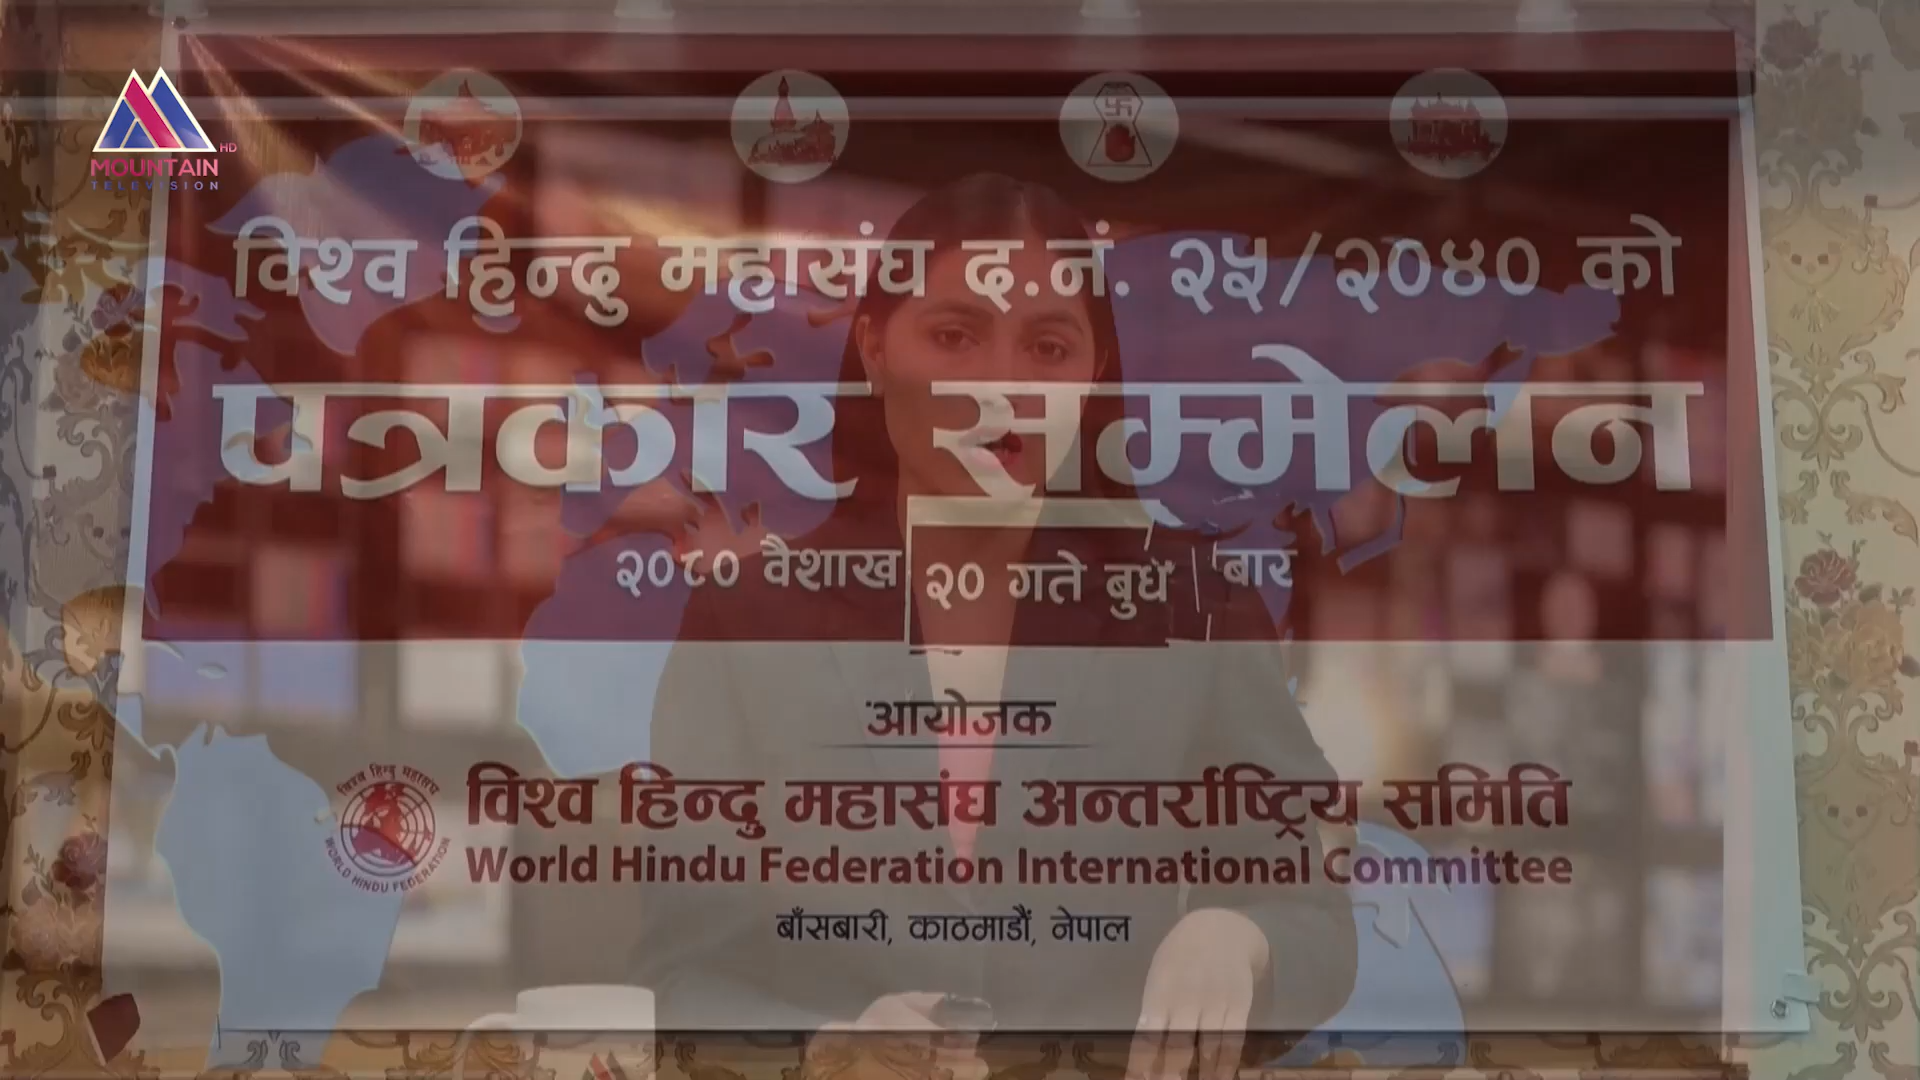 MOUNTAIN HD
TELEVISION
विश्व हिन्दु महासंघ द.नं. २५/२०४० को
पत्रकार सम्मेलन
२०८० वैशाख २० गते बुधबार
आयोजक
विश्व हिन्दु महासंघ
WORLD HINDU FEDERATION
विश्व हिन्दु महासंघ अन्तर्राष्ट्रिय समिति
World Hindu Federation International Committee
बाँसबारी, काठमाडौं, नेपाल